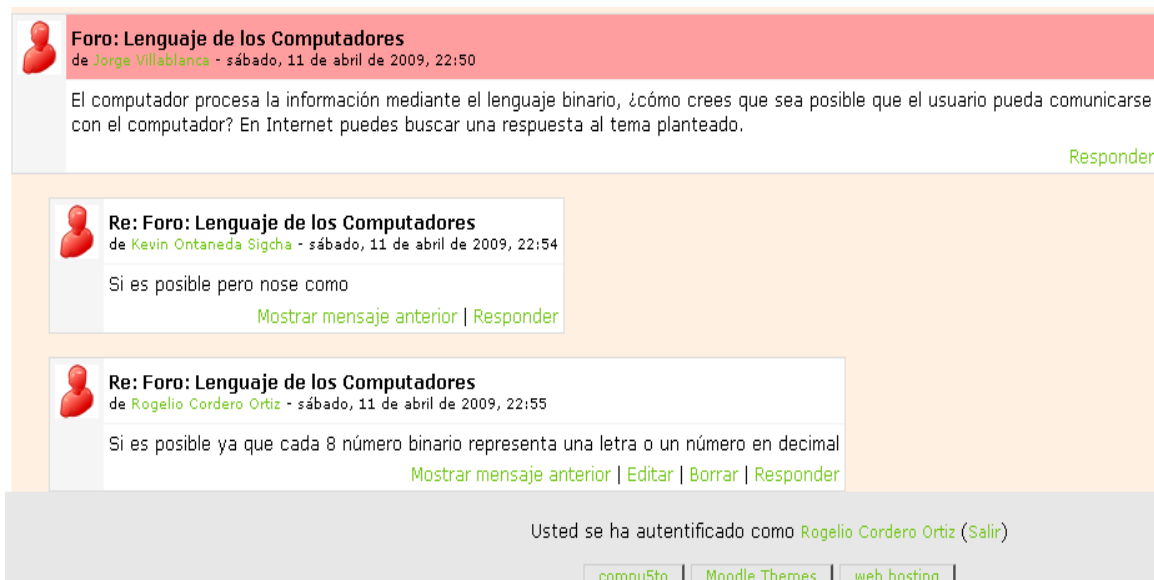 Foro: Lenguaje de los Computadores
de Jorge Villablanca - sábado, 11 de abril de 2009, 22:50
El computador procesa la información mediante el lenguaje binario, ¿cómo crees que sea posible que el usuario pueda comunicarse
con el computador? En Internet puedes buscar una respuesta al tema planteado.
Responder
Re: Foro: Lenguaje de los Computadores
de Kevin Ontaneda Sigcha - sábado, 11 de abril de 2009, 22:54
Si es posible pero nose como
Mostrar mensaje anterior | Responder
Re: Foro: Lenguaje de los Computadores
de Rogelio Cordero Ortiz - sábado, 11 de abril de 2009, 22:55
Si es posible ya que cada 8 número binario representa una letra o un número en decimal
Mostrar mensaje anterior | Editar | Borrar | Responder
Usted se ha autentificado como Rogelio Cordero Ortiz (Salir)
compu5to Moodle Themes web hosting